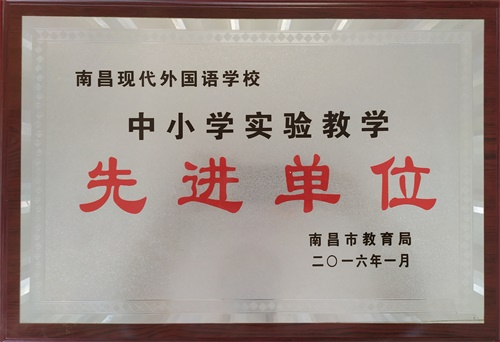 南昌现代外国语学校
中小学实验教学
先进单位
南昌市教育局
二〇一六年一月